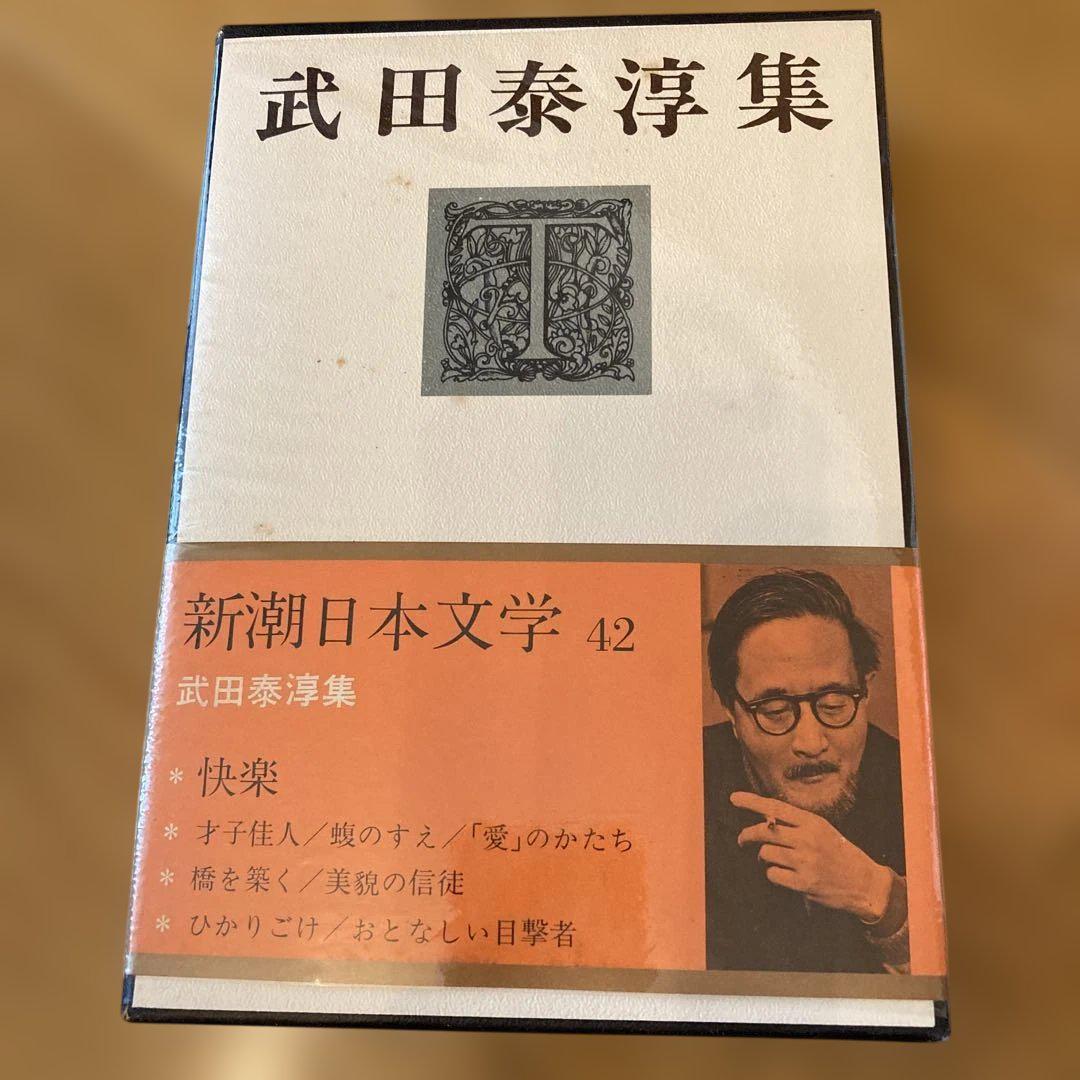 武田泰淳集
T
新潮日本文学 42
武田泰淳集
* 快楽
* 才子佳人／蝮のすえ／「愛」のかたち
* 橋を築く／美貌の信徒
* ひかりごけ／おとなしい目撃者